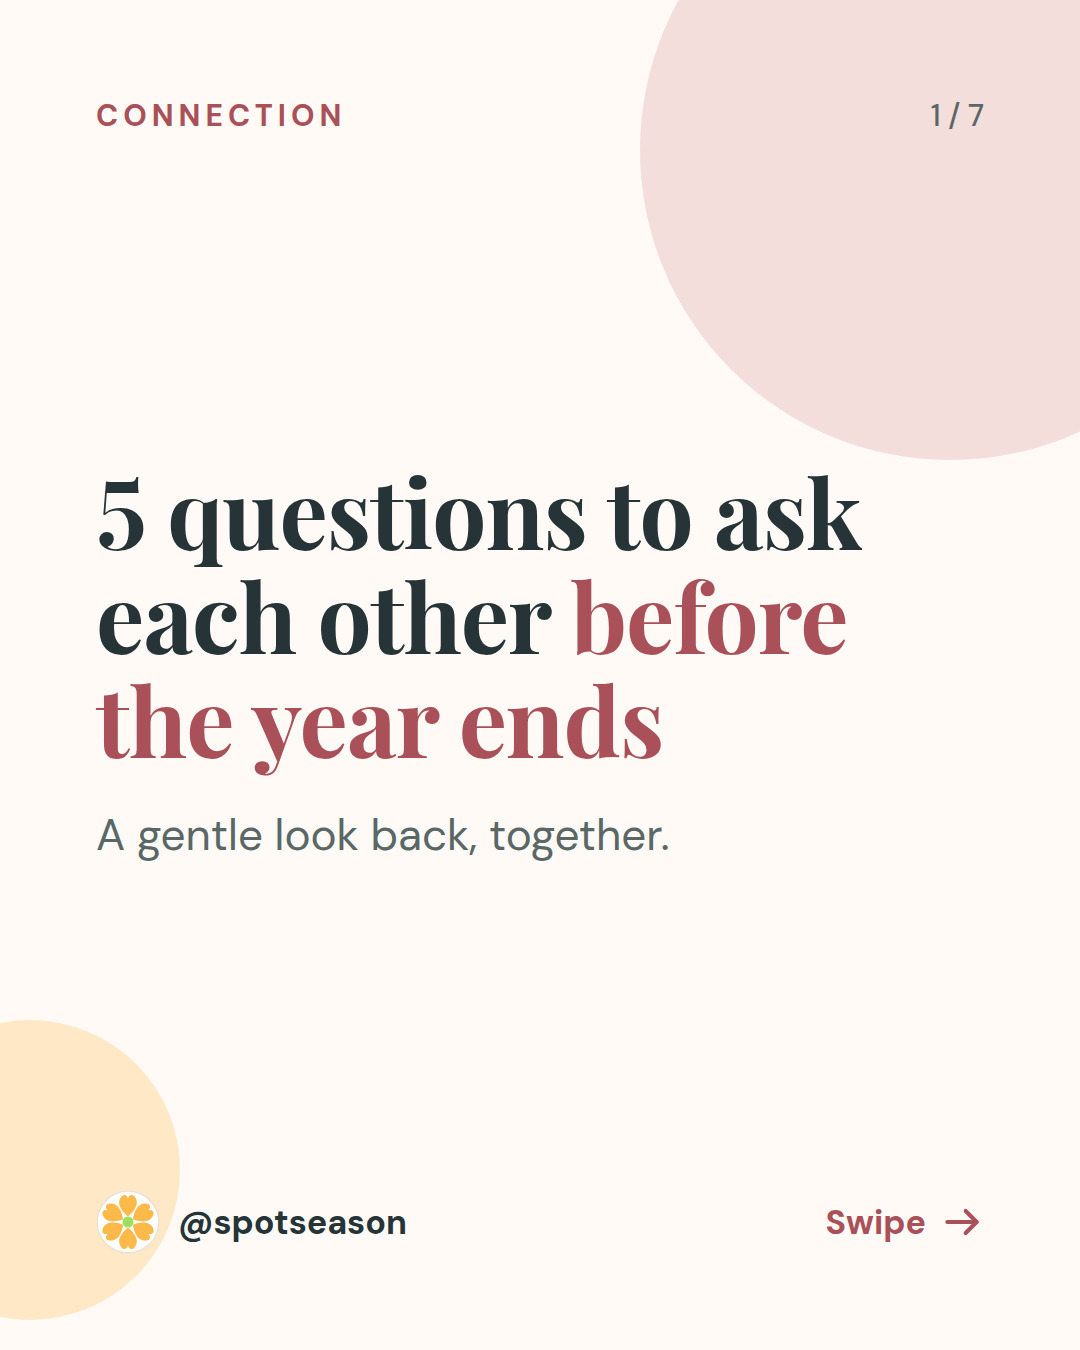 CONNECTION
1 / 7
5 questions to ask
each other before
the year ends
A gentle look back, together.
@spotseason
Swipe →